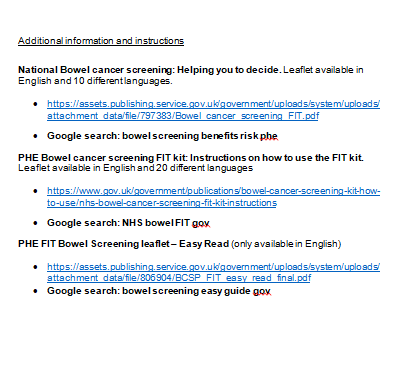 Additional information and instructions
National Bowel cancer screening: Helping you to decide. Leaflet available in
English and 10 different languages.
• https://assets.publishing.service.gov.uk/government/uploads/system/uploads/
attachment_data/file/797383/Bowel_cancer_screening_FIT.pdf
• Google search: bowel screening benefits risk phe
PHE Bowel cancer screening FIT kit: Instructions on how to use the FIT kit.
Leaflet available in English and 20 different languages
• https://www.gov.uk/government/publications/bowel-cancer-screening-kit-how-
to-use/nhs-bowel-cancer-screening-fit-kit-instructions
• Google search: NHS bowel FIT gov
PHE FIT Bowel Screening leaflet – Easy Read (only available in English)
• https://assets.publishing.service.gov.uk/government/uploads/system/uploads/
attachment_data/file/806904/BCSP_FIT_easy_read_final.pdf
• Google search: bowel screening easy guide gov